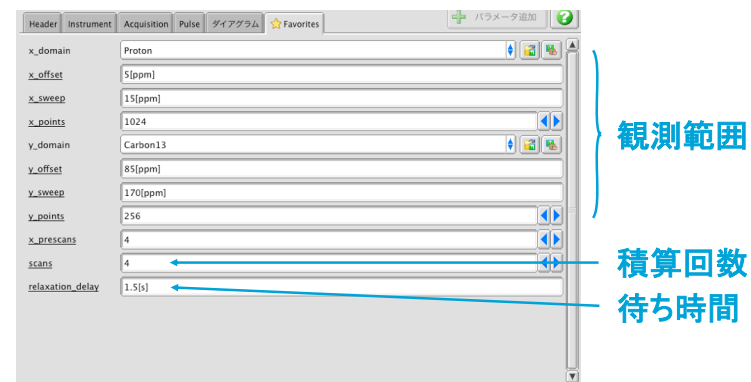 Header Instrument Acquisition Pulse ダイアグラム Favorites パラメータ追加
x_domain Proton
x_offset 5[ppm]
x_sweep 15[ppm]
x_points 1024
y_domain Carbon13
y_offset 85[ppm]
y_sweep 170[ppm]
y_points 256
x_prescans 4
scans 4
relaxation_delay 1.5[s]
観測範囲
積算回数
待ち時間